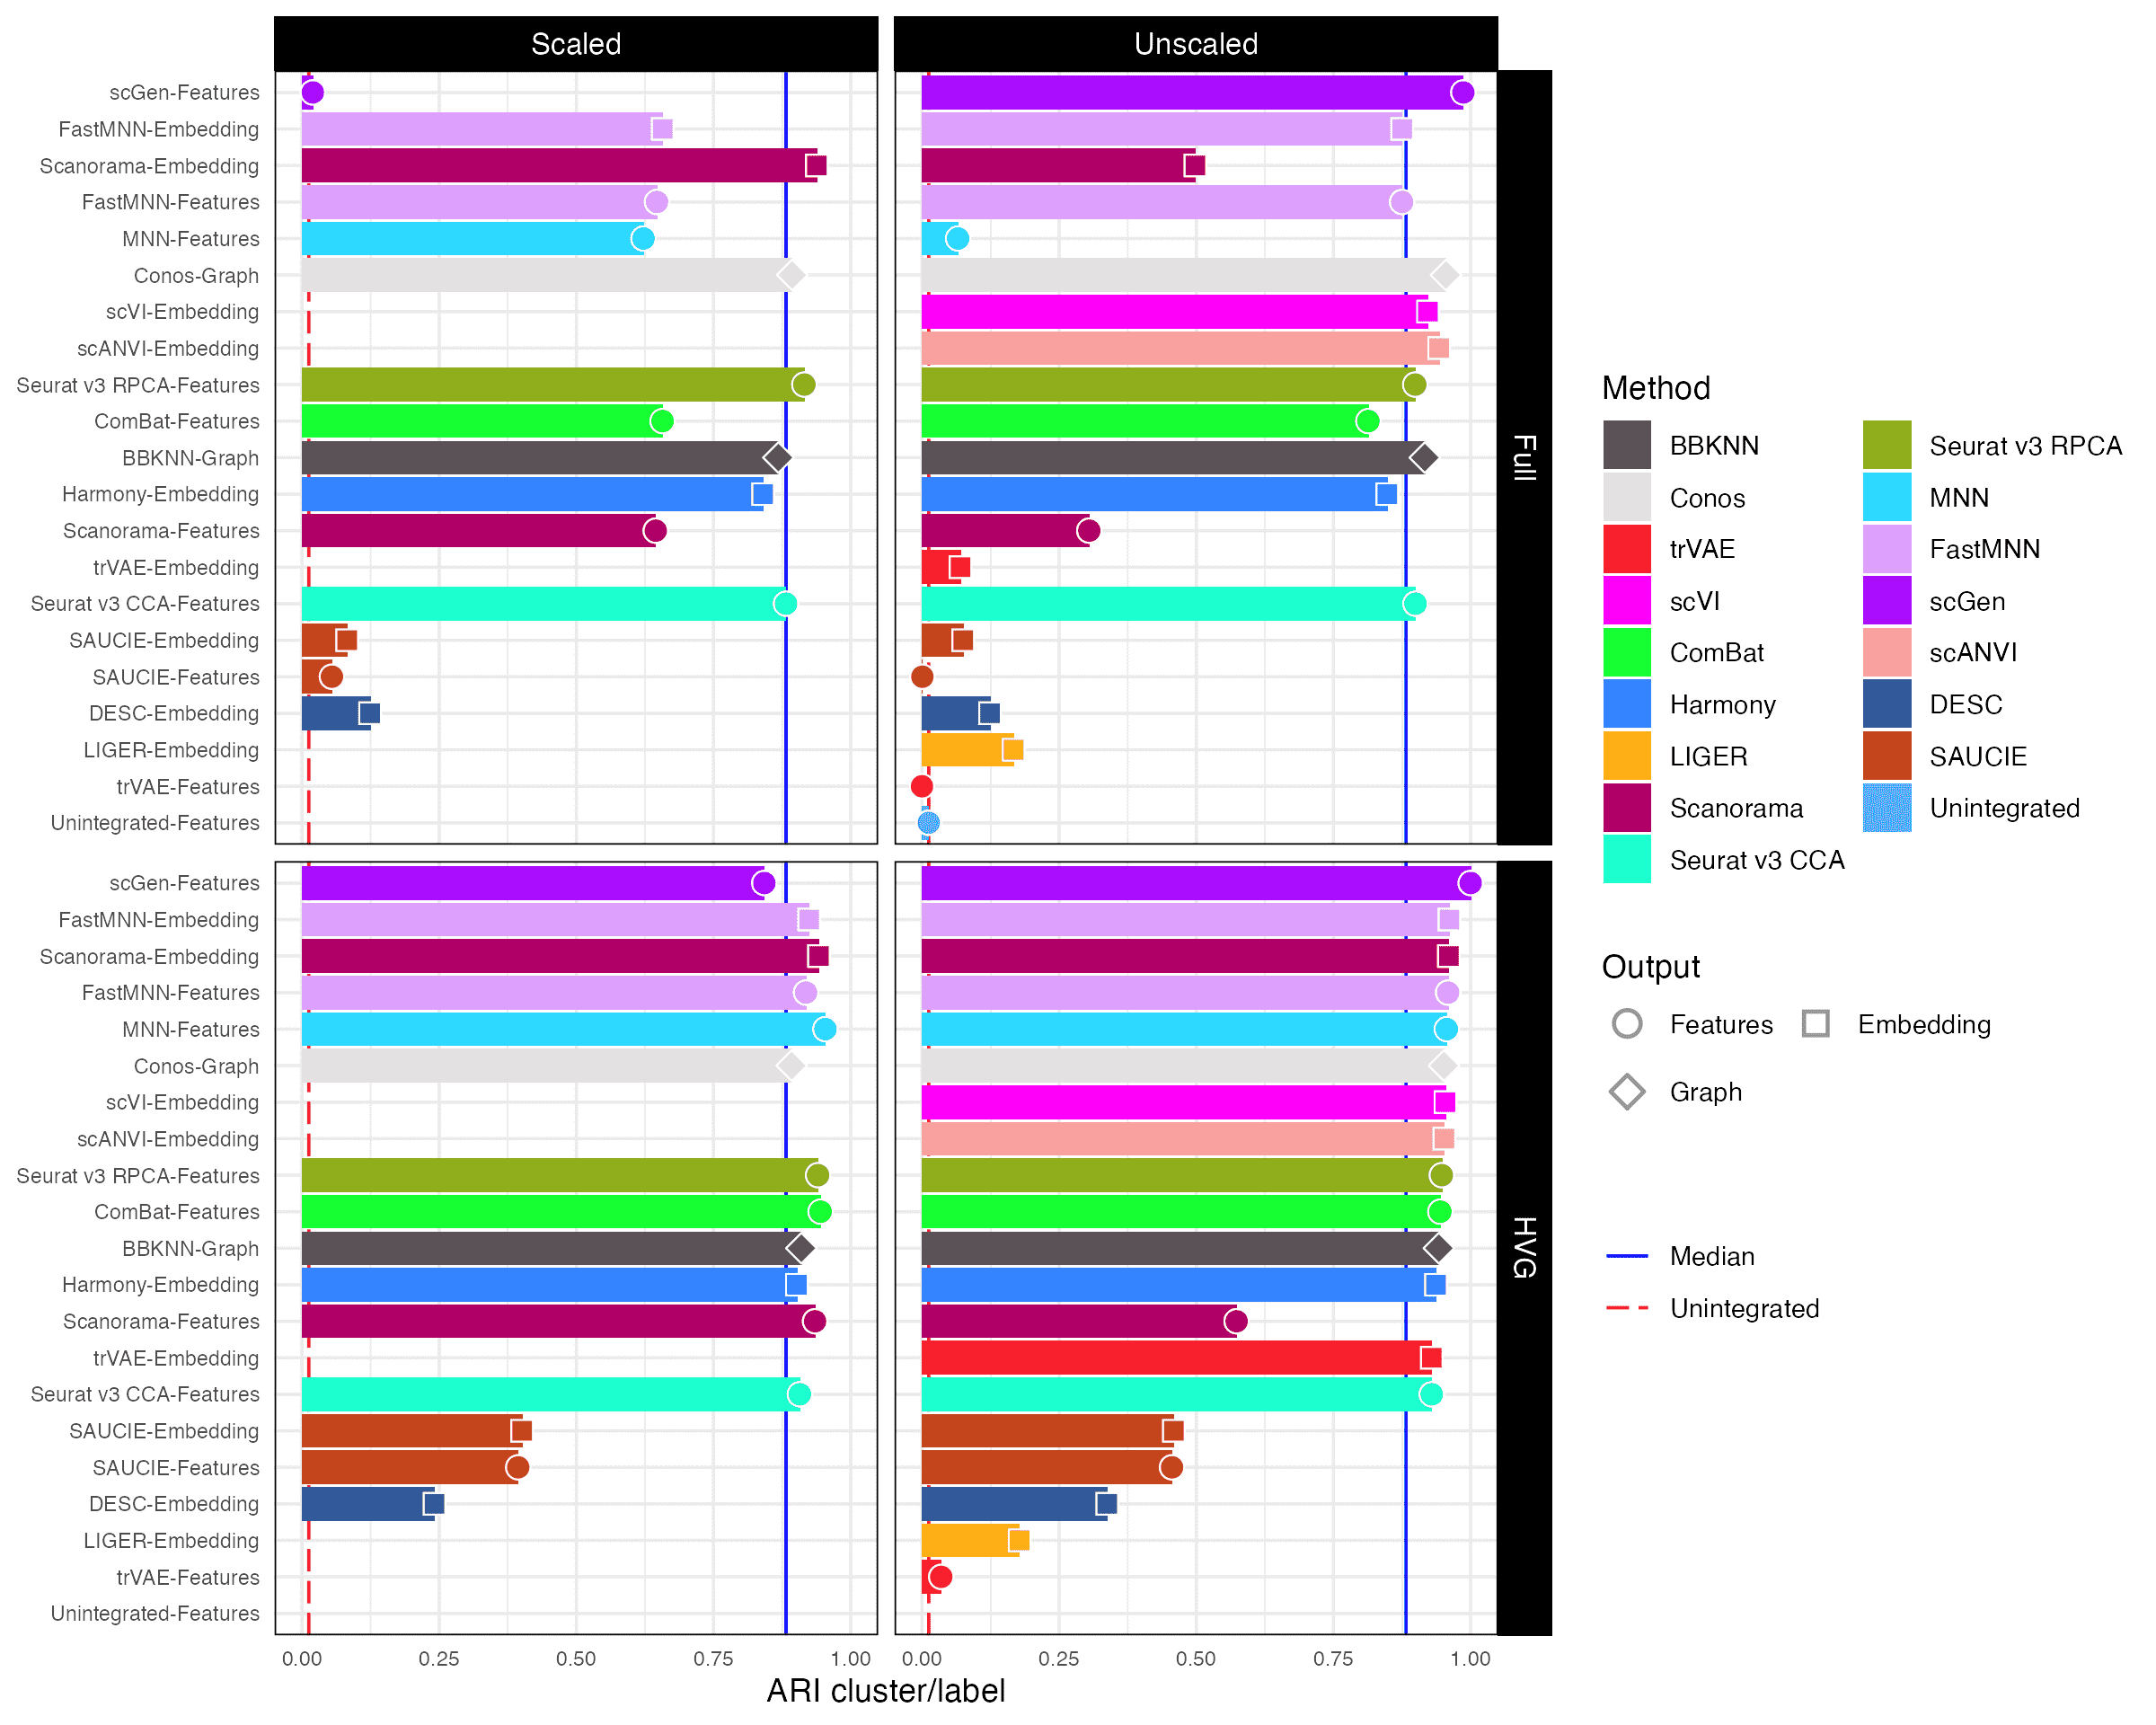 Scaled
Unscaled
scGen-Features
FastMNN-Embedding
Scanorama-Embedding
FastMNN-Features
MNN-Features
Conos-Graph
scVI-Embedding
scANVI-Embedding
Seurat v3 RPCA-Features
ComBat-Features
BBKNN-Graph
Harmony-Embedding
Scanorama-Features
trVAE-Embedding
Seurat v3 CCA-Features
SAUCIE-Embedding
SAUCIE-Features
DESC-Embedding
LIGER-Embedding
trVAE-Features
Unintegrated-Features
Full
scGen-Features
FastMNN-Embedding
Scanorama-Embedding
FastMNN-Features
MNN-Features
Conos-Graph
scVI-Embedding
scANVI-Embedding
Seurat v3 RPCA-Features
ComBat-Features
BBKNN-Graph
Harmony-Embedding
Scanorama-Features
trVAE-Embedding
Seurat v3 CCA-Features
SAUCIE-Embedding
SAUCIE-Features
DESC-Embedding
LIGER-Embedding
trVAE-Features
Unintegrated-Features
HVG
0.00 0.25 0.50 0.75 1.00 0.00 0.25 0.50 0.75 1.00
ARI cluster/label
Method
BBKNN
Conos
trVAE
scVI
ComBat
Harmony
LIGER
Scanorama
Seurat v3 CCA
Seurat v3 RPCA
MNN
FastMNN
scGen
scANVI
DESC
SAUCIE
Unintegrated
Output
Features
Embedding
Graph
Median
Unintegrated